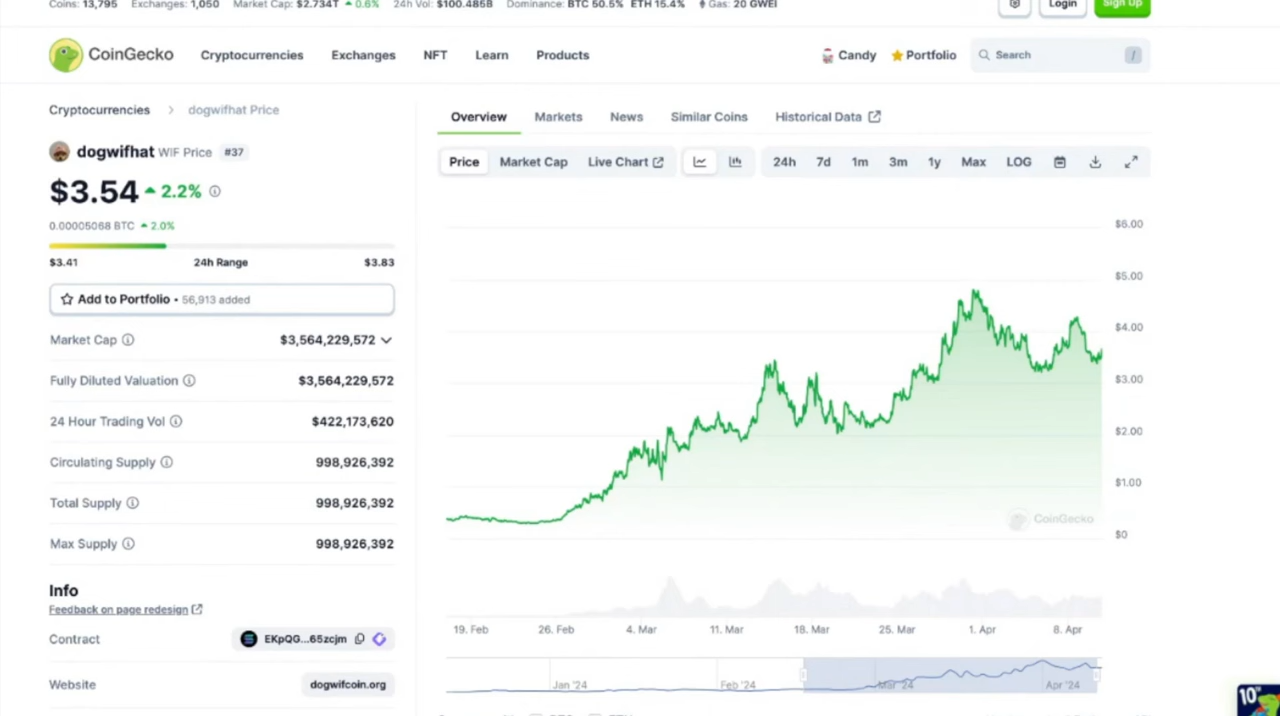 Coins: 13,795 Exchanges: 1,050 Market Cap: $2.734T 0.6% 24h Vol: $100.485B Dominance: BTC 50.5% ETH 15.4% Gas: 20 GWEI
Login
Sign Up
CoinGecko Cryptocurrencies Exchanges NFT Learn Products Candy Portfolio Search /
Cryptocurrencies > dogwifhat Price
dogwifhat WIF Price #37
$3.54 2.2%
0.00005068 BTC 2.0%
$3.41 24h Range $3.83
Add to Portfolio • 56,913 added
Market Cap $3,564,229,572
Fully Diluted Valuation $3,564,229,572
24 Hour Trading Vol $422,173,620
Circulating Supply 998,926,392
Total Supply 998,926,392
Max Supply 998,926,392
Info
Feedback on page redesign
Contract EKpQG...65zcjm
Website dogwifcoin.org
Overview Markets News Similar Coins Historical Data
Price Market Cap Live Chart 24h 7d 1m 3m 1y Max LOG
$6.00
$5.00
$4.00
$3.00
$2.00
$1.00
$0
CoinGecko
19. Feb 26. Feb 4. Mar 11. Mar 18. Mar 25. Mar 1. Apr 8. Apr
Jan '24 Feb '24 Mar '24 Apr '24
10